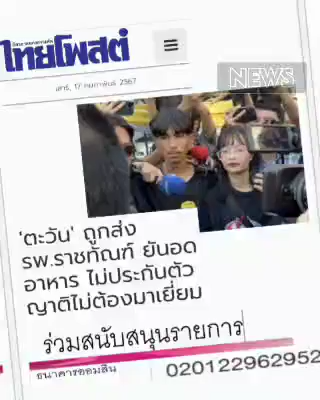 ไทยโพสต์
เสาร์, 17 กุมภาพันธ์ 2567
NEWS
'ตะวัน' ถูกส่ง
รพ.ราชทัณฑ์ ยันอด
อาหาร ไม่ประกันตัว
ญาติไม่ต้องมาเยี่ยม
ร่วมสนับสนุนรายการ
ธนาคารออมสิน
020122962952